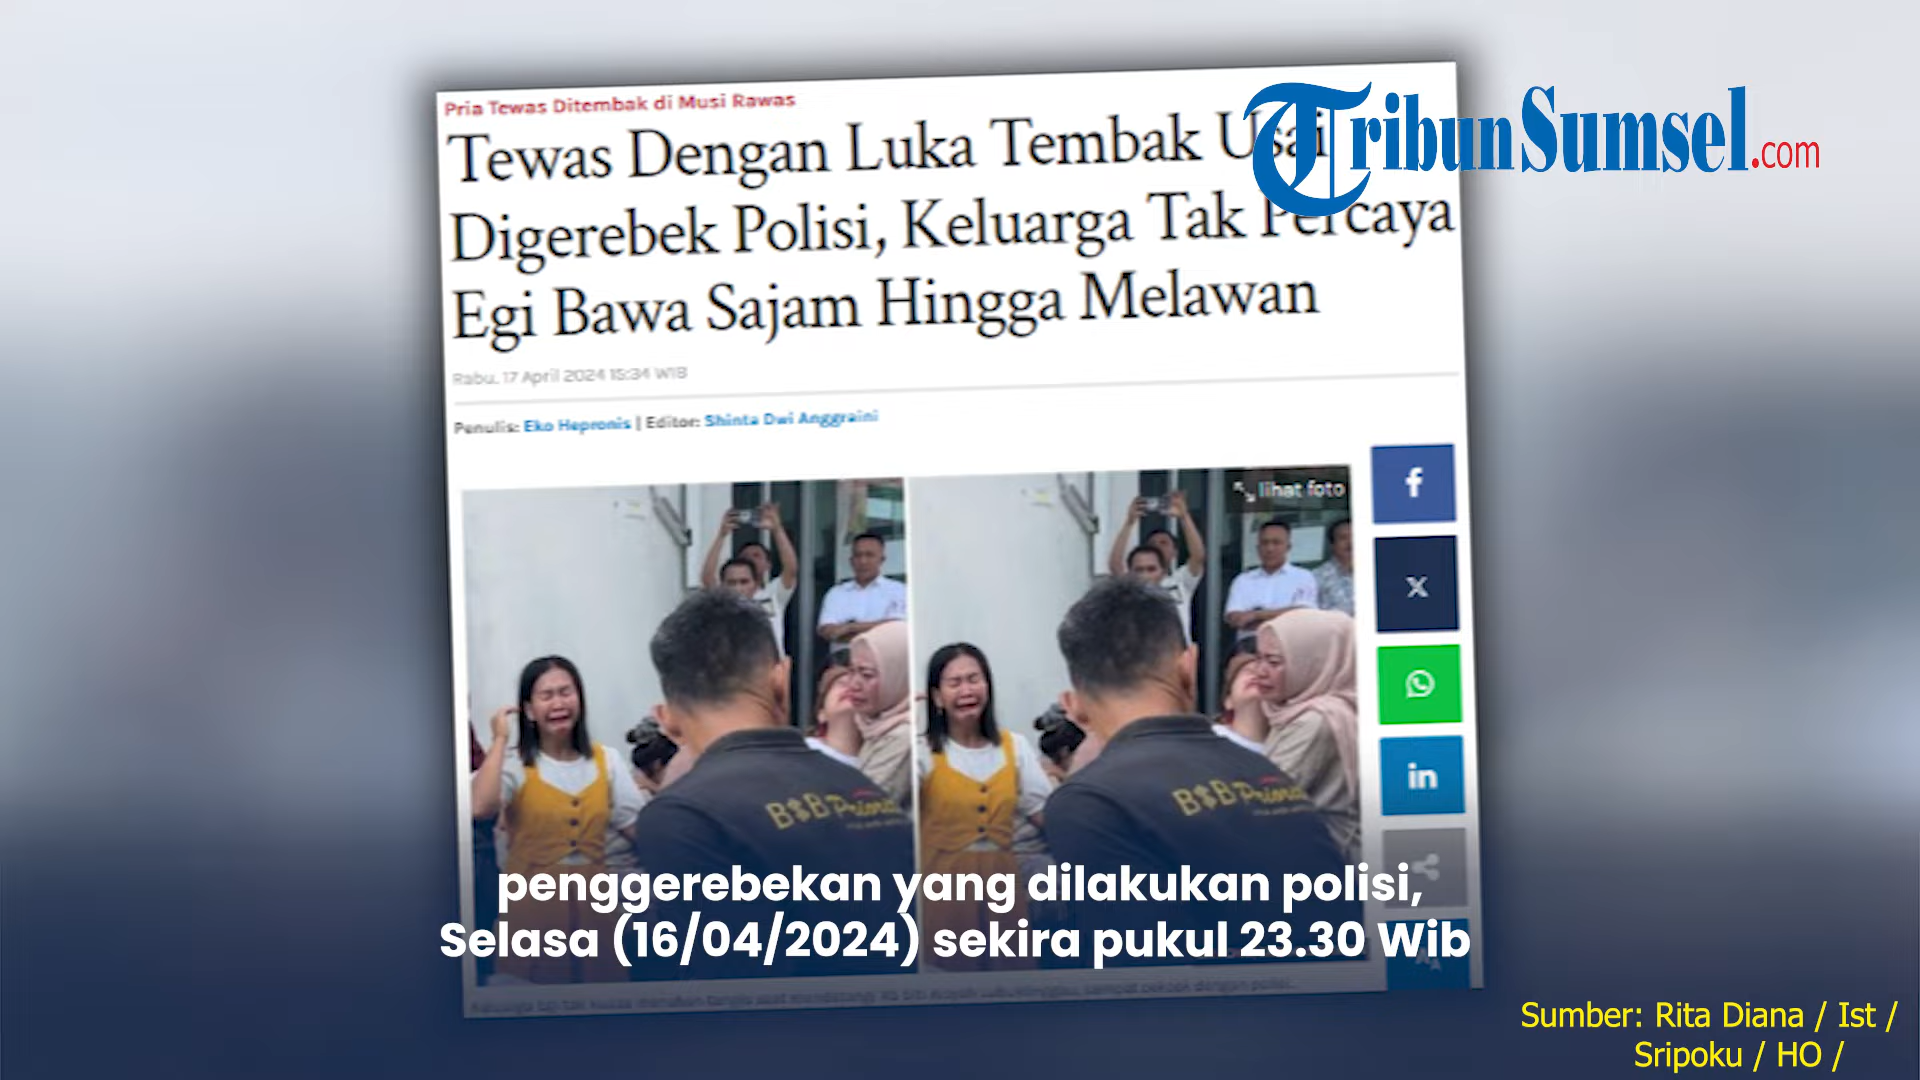 Pria Tewas Ditembak di Musi Rawas
TribunSumsel.com
Tewas Dengan Luka Tembak Usai
Digerebek Polisi, Keluarga Tak Percaya
Egi Bawa Sajam Hingga Melawan
Rabu, 17 April 2024 15:34 WIB
Penulis: Eko Hepronis | Editor: Shinta Dwi Anggraini
lihat foto
f
X
in
B$B Prioritas
B$B Prioritas
penggerebekan yang dilakukan polisi,
Selasa (16/04/2024) sekira pukul 23.30 Wib
Sumber: Rita Diana / Ist /
Sripoku / HO /